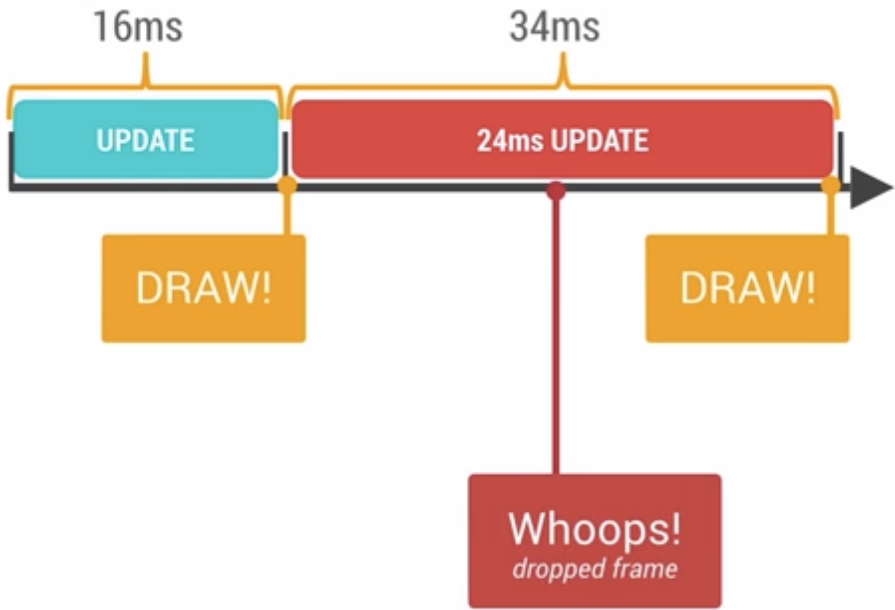 16ms
34ms
UPDATE
24ms UPDATE
DRAW!
DRAW!
Whoops!
dropped frame